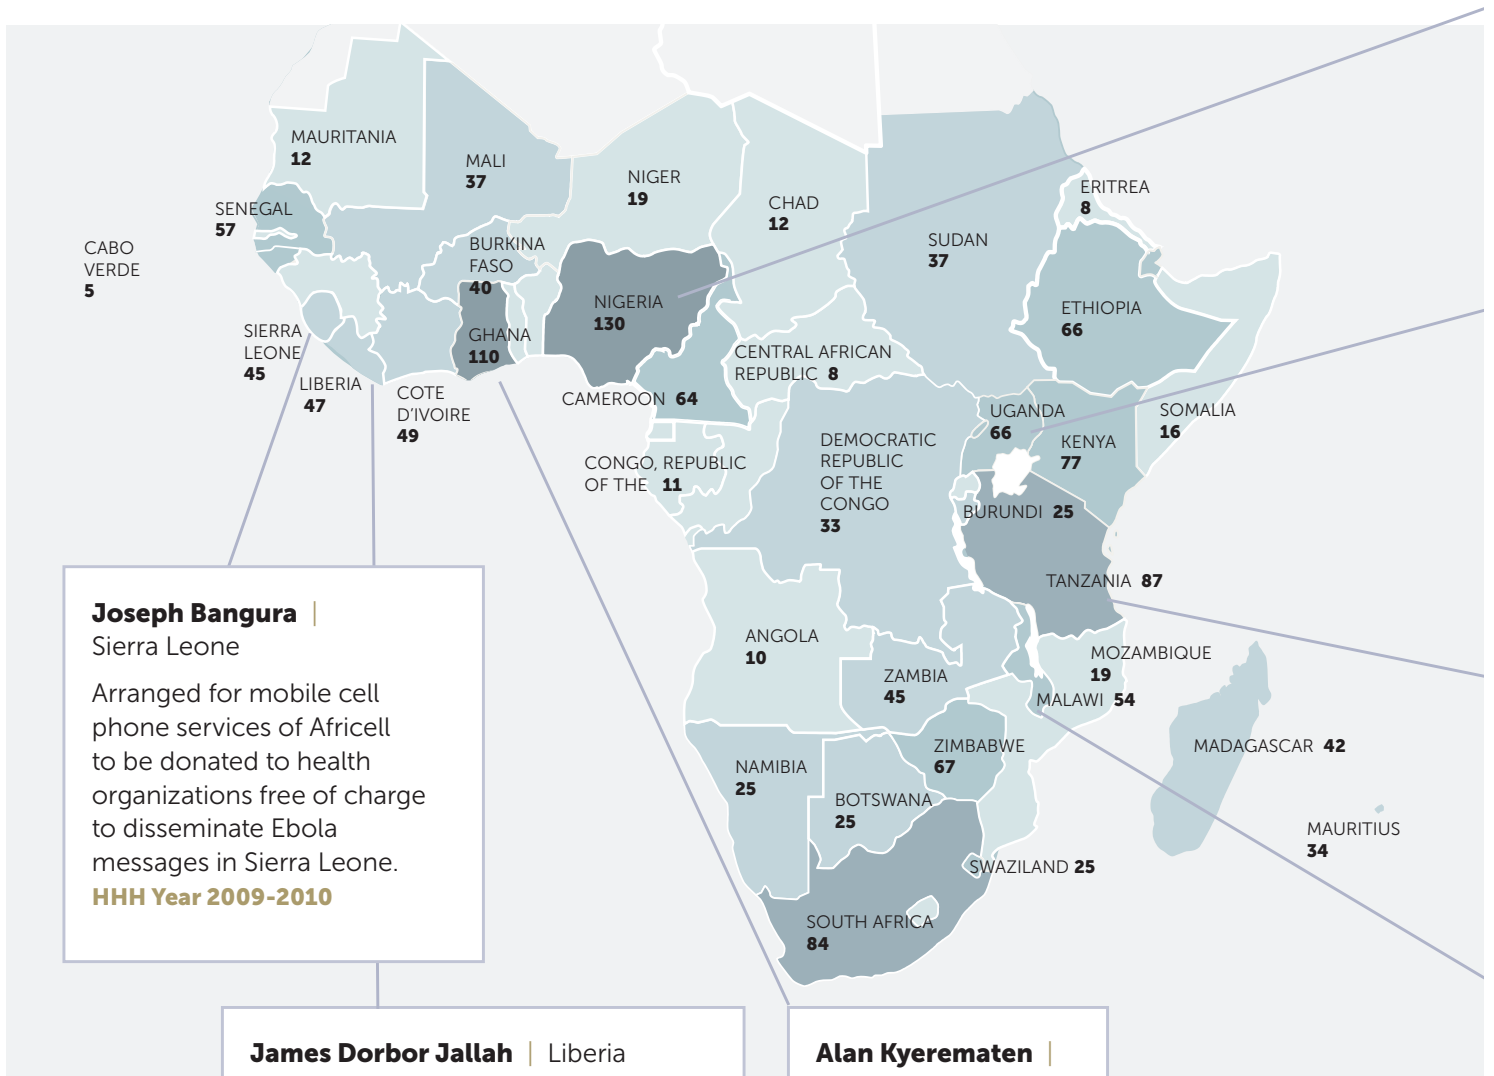 MAURITANIA
12
MALI
37
NIGER
19
CHAD
12
ERITREA
8
SENEGAL
57
CABO
VERDE
5
BURKINA
FASO
40
SUDAN
37
NIGERIA
130
ETHIOPIA
66
GHANA
110
SIERRA
LEONE
45
CENTRAL AFRICAN
REPUBLIC 8
LIBERIA
47
COTE
D'IVOIRE
49
CAMEROON 64
UGANDA
66
SOMALIA
16
KENYA
77
DEMOCRATIC
REPUBLIC
OF THE
CONGO
33
CONGO, REPUBLIC
OF THE 11
BURUNDI 25
TANZANIA 87
ANGOLA
10
MOZAMBIQUE
19
ZAMBIA
45
MALAWI 54
ZIMBABWE
67
MADAGASCAR 42
NAMIBIA
25
BOTSWANA
25
MAURITIUS
34
SWAZILAND 25
SOUTH AFRICA
84
Joseph Bangura |
Sierra Leone
Arranged for mobile cell
phone services of Africell
to be donated to health
organizations free of charge
to disseminate Ebola
messages in Sierra Leone.
HHH Year 2009-2010
James Dorbor Jallah | Liberia
Alan Kyerematen |